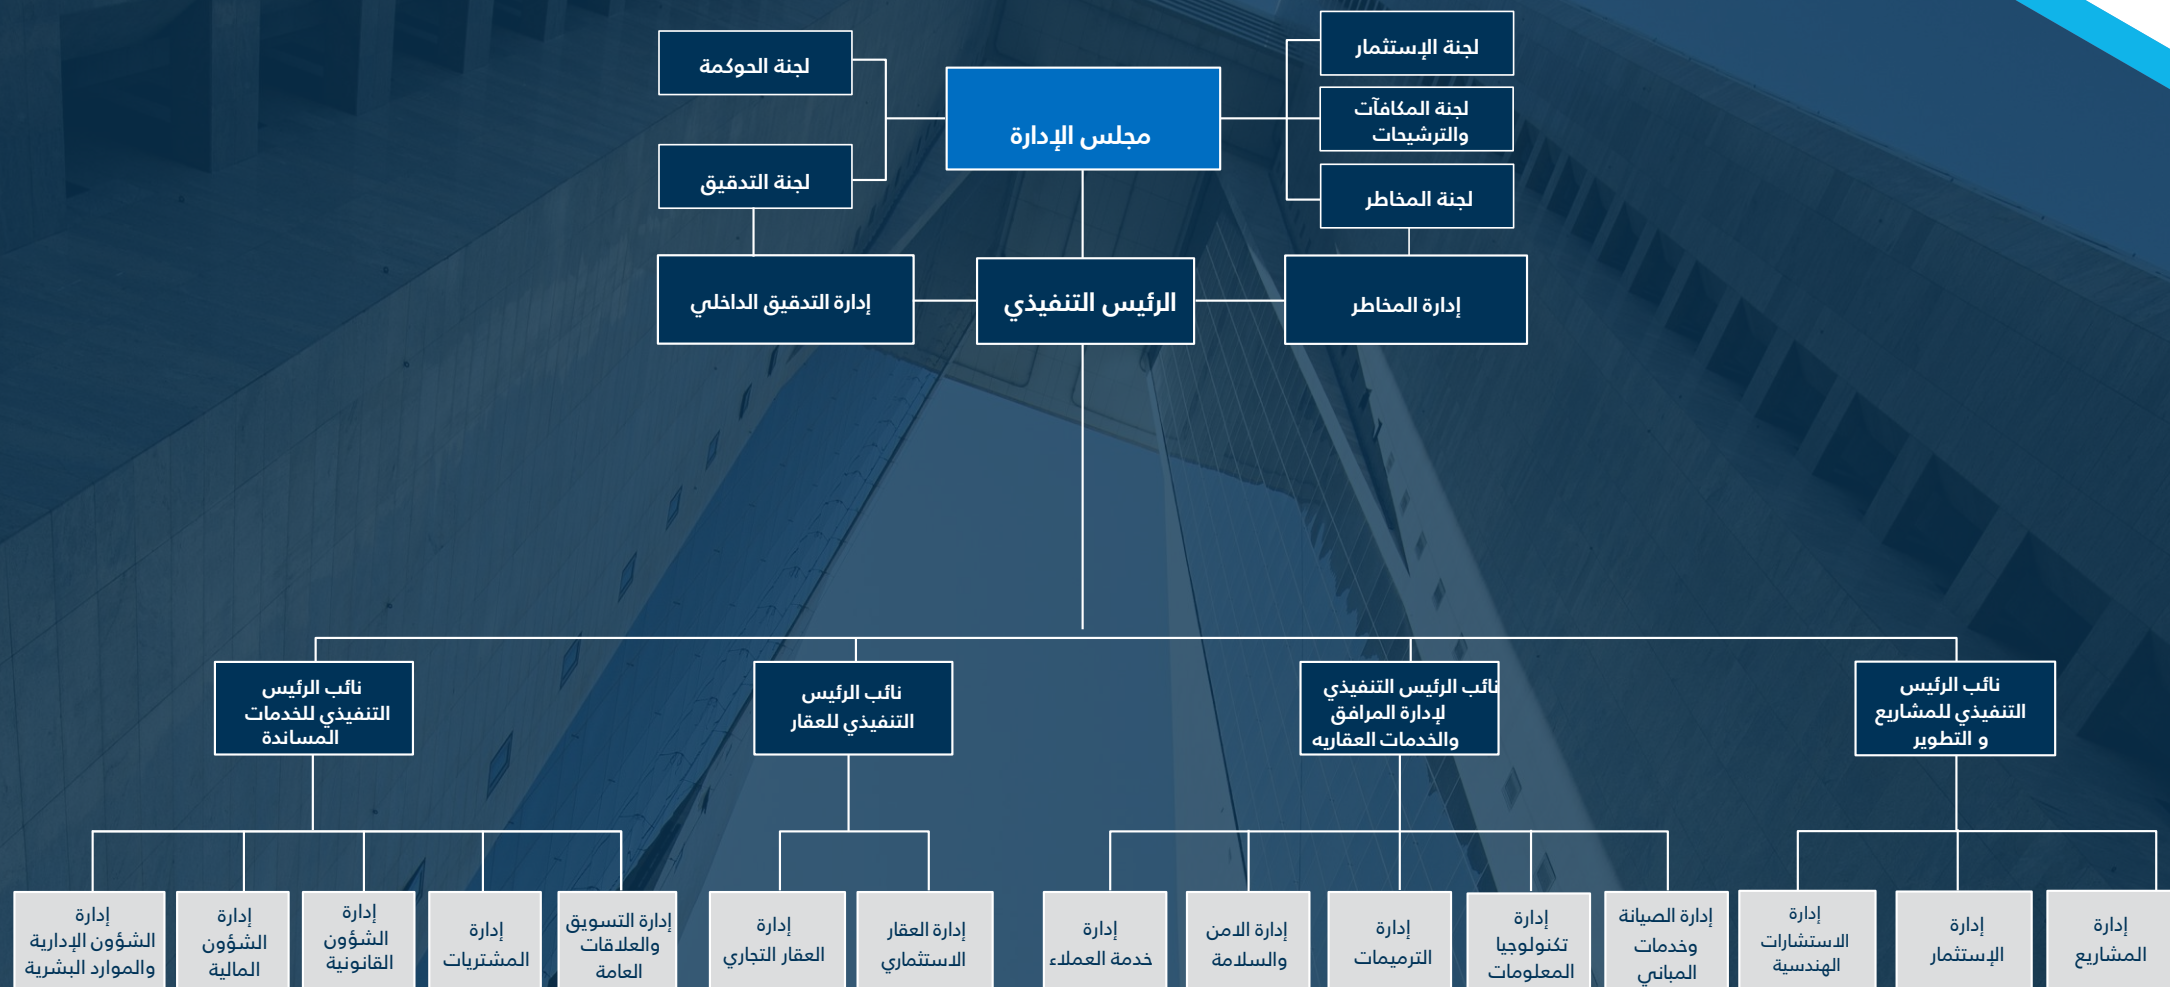 لجنة الإستثمار
لجنة الحوكمة
لجنة المكافآت
والترشيحات
مجلس الإدارة
لجنة المخاطر
لجنة التدقيق
إدارة المخاطر
الرئيس التنفيذي
إدارة التدقيق الداخلي
نائب الرئيس
التنفيذي للمشاريع
و التطوير
نائب الرئيس التنفيذي
لإدارة المرافق
والخدمات العقاريه
نائب الرئيس
التنفيذي للعقار
نائب الرئيس
التنفيذي للخدمات
المساندة
إدارة
المشاريع
إدارة
الإستثمار
إدارة
الاستشارات
الهندسية
إدارة الصيانة
وخدمات
المباني
إدارة
تكنولوجيا
المعلومات
إدارة
الترميمات
إدارة الامن
والسلامة
إدارة
خدمة العملاء
إدارة العقار
الاستثماري
إدارة
العقار التجاري
إدارة التسويق
والعلاقات
العامة
إدارة
المشتريات
إدارة
الشؤون
القانونية
إدارة
الشؤون
المالية
إدارة
الشؤون الإدارية
والموارد البشرية